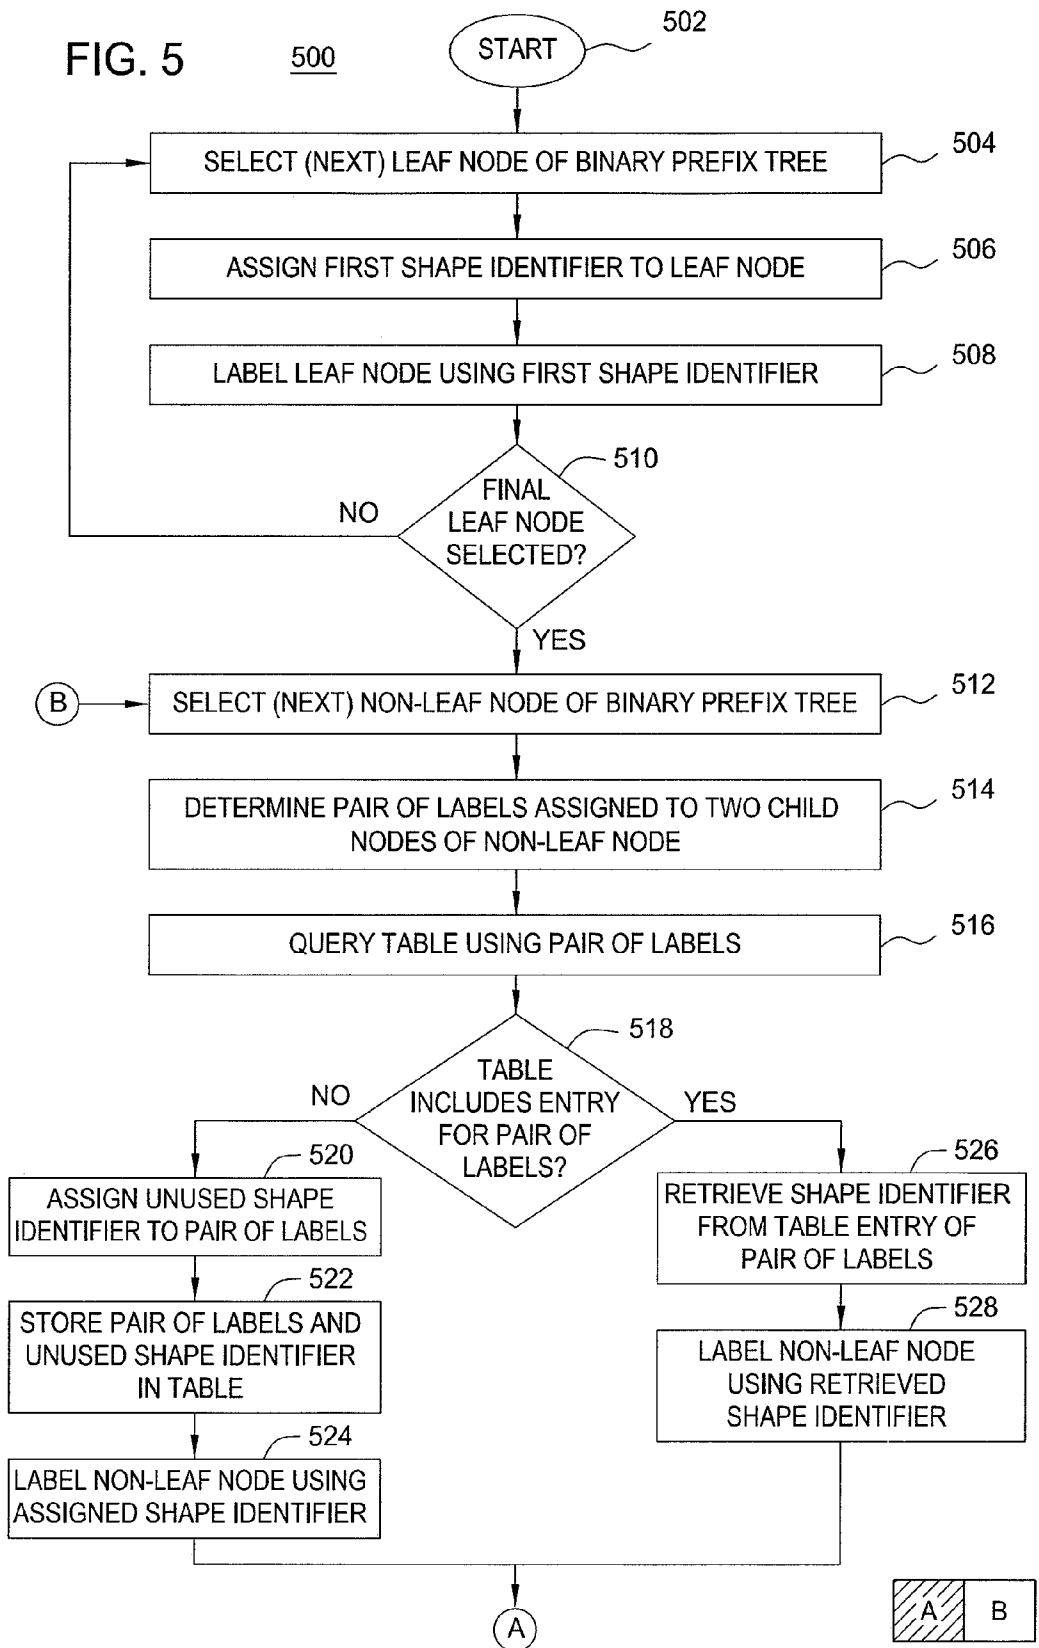 FIG. 5
500
START
502
SELECT (NEXT) LEAF NODE OF BINARY PREFIX TREE
504
ASSIGN FIRST SHAPE IDENTIFIER TO LEAF NODE
506
LABEL LEAF NODE USING FIRST SHAPE IDENTIFIER
508
510
FINAL
LEAF NODE
SELECTED?
NO
YES
B
SELECT (NEXT) NON-LEAF NODE OF BINARY PREFIX TREE
512
DETERMINE PAIR OF LABELS ASSIGNED TO TWO CHILD
NODES OF NON-LEAF NODE
514
QUERY TABLE USING PAIR OF LABELS
516
518
TABLE
INCLUDES ENTRY
FOR PAIR OF
LABELS?
NO
YES
520
ASSIGN UNUSED SHAPE
IDENTIFIER TO PAIR OF LABELS
522
STORE PAIR OF LABELS AND
UNUSED SHAPE IDENTIFIER
IN TABLE
524
LABEL NON-LEAF NODE USING
ASSIGNED SHAPE IDENTIFIER
526
RETRIEVE SHAPE IDENTIFIER
FROM TABLE ENTRY OF
PAIR OF LABELS
528
LABEL NON-LEAF NODE
USING RETRIEVED
SHAPE IDENTIFIER
A
A B